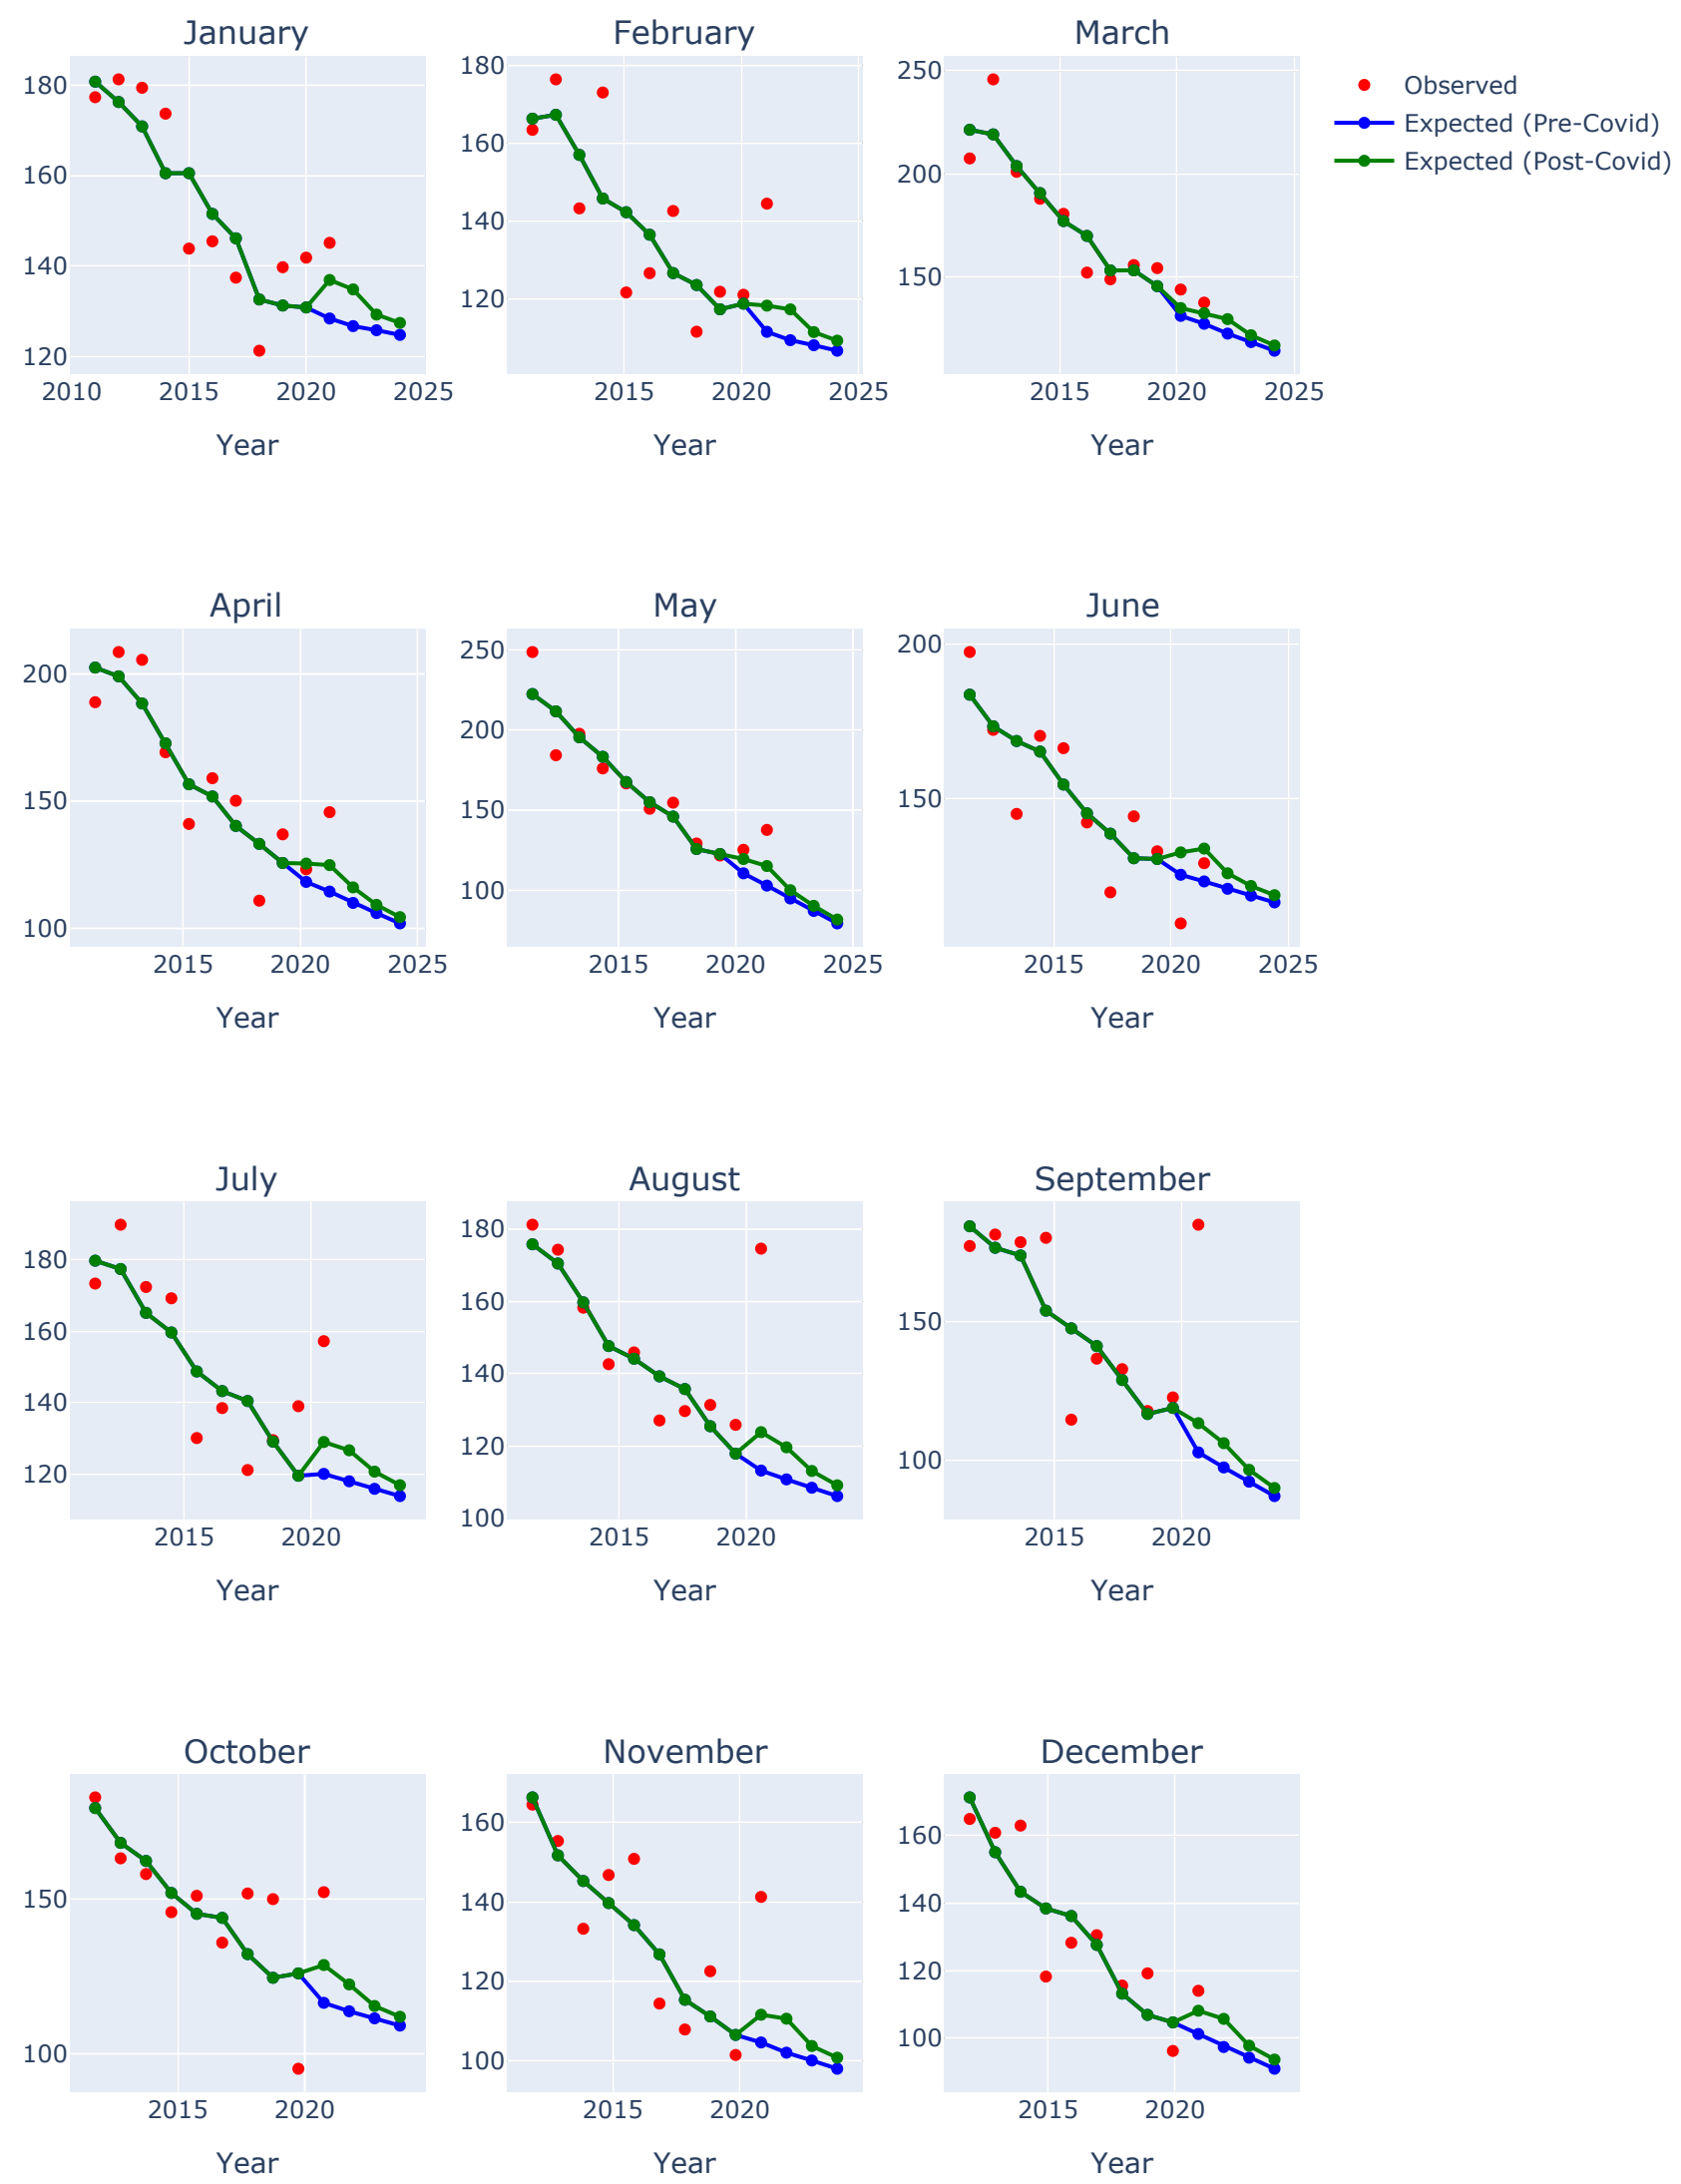 January
February
March
180
160
140
120
2010
2015
2020
2025
Year
180
160
140
120
2015
2020
2025
Year
250
200
150
2015
2020
2025
Year
Observed
Expected (Pre-Covid)
Expected (Post-Covid)
April
May
June
200
150
100
2015
2020
2025
Year
250
200
150
100
2015
2020
2025
Year
200
150
2015
2020
2025
Year
July
August
September
180
160
140
120
2015
2020
Year
180
160
140
120
100
2015
2020
Year
150
100
2015
2020
Year
October
November
December
150
100
2015
2020
Year
160
140
120
100
2015
2020
Year
160
140
120
100
2015
2020
Year